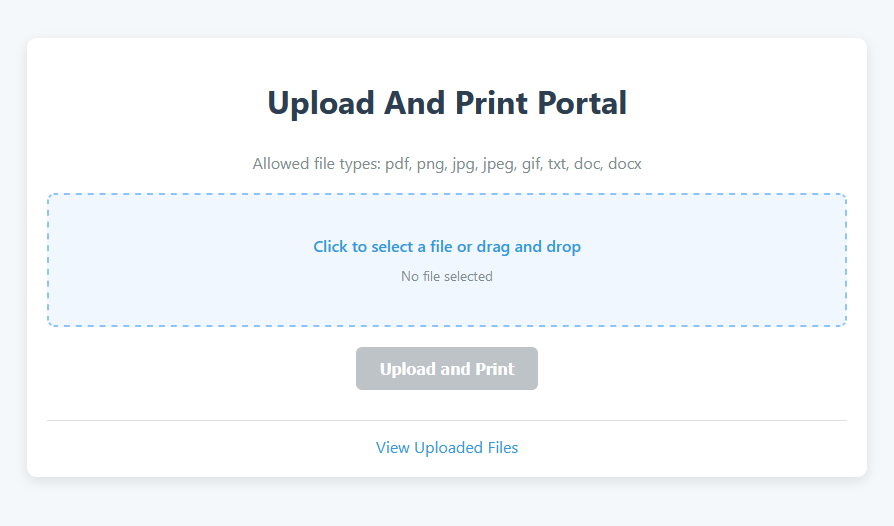 Upload And Print Portal
Allowed file types: pdf, png, jpg, jpeg, gif, txt, doc, docx
Click to select a file or drag and drop
No file selected
Upload and Print
View Uploaded Files